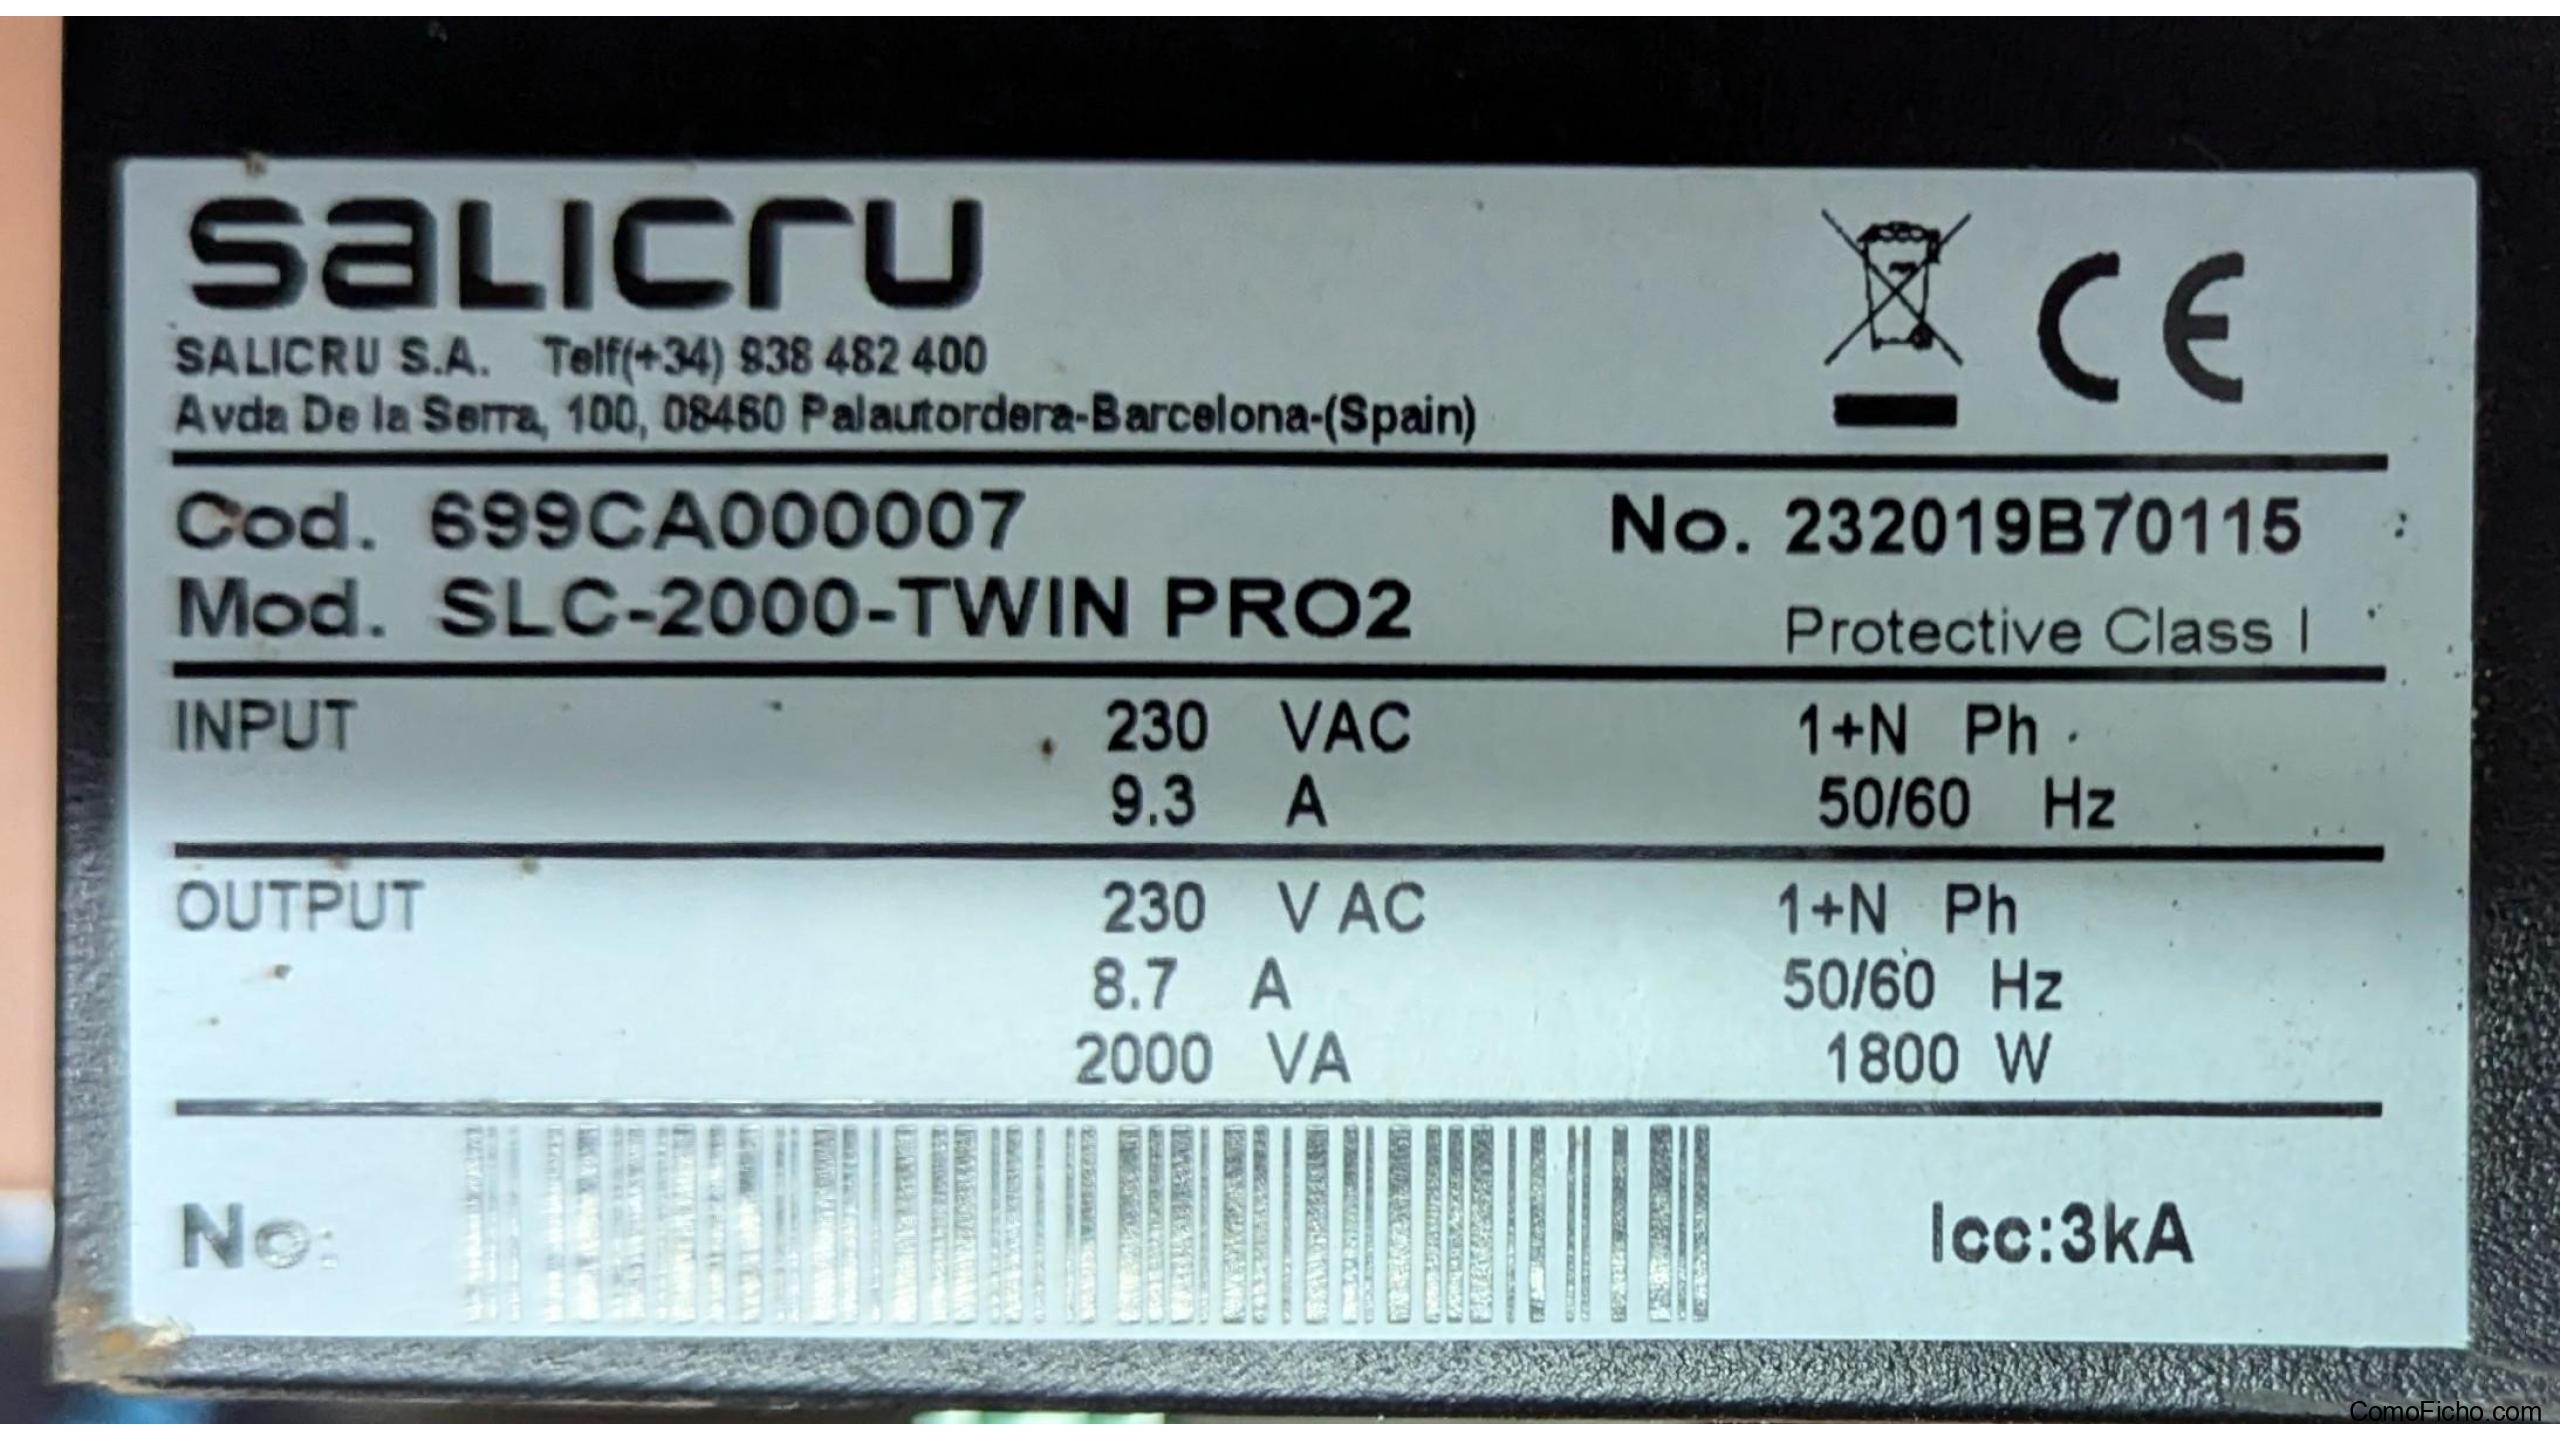 SALICRU
SALICRU S.A. Telf(+34) 938 482 400
Avda De la Serra, 100, 08460 Palautordera-Barcelona-(Spain)
CE
Cod. 699CA000007 No. 232019B70115
Mod. SLC-2000-TWIN PRO2 Protective Class I
INPUT 230 VAC 1+N Ph
9.3 A 50/60 Hz
OUTPUT 230 V AC 1+N Ph
8.7 A 50/60 Hz
2000 VA 1800 W
No: Icc:3kA
ComoFicho.com